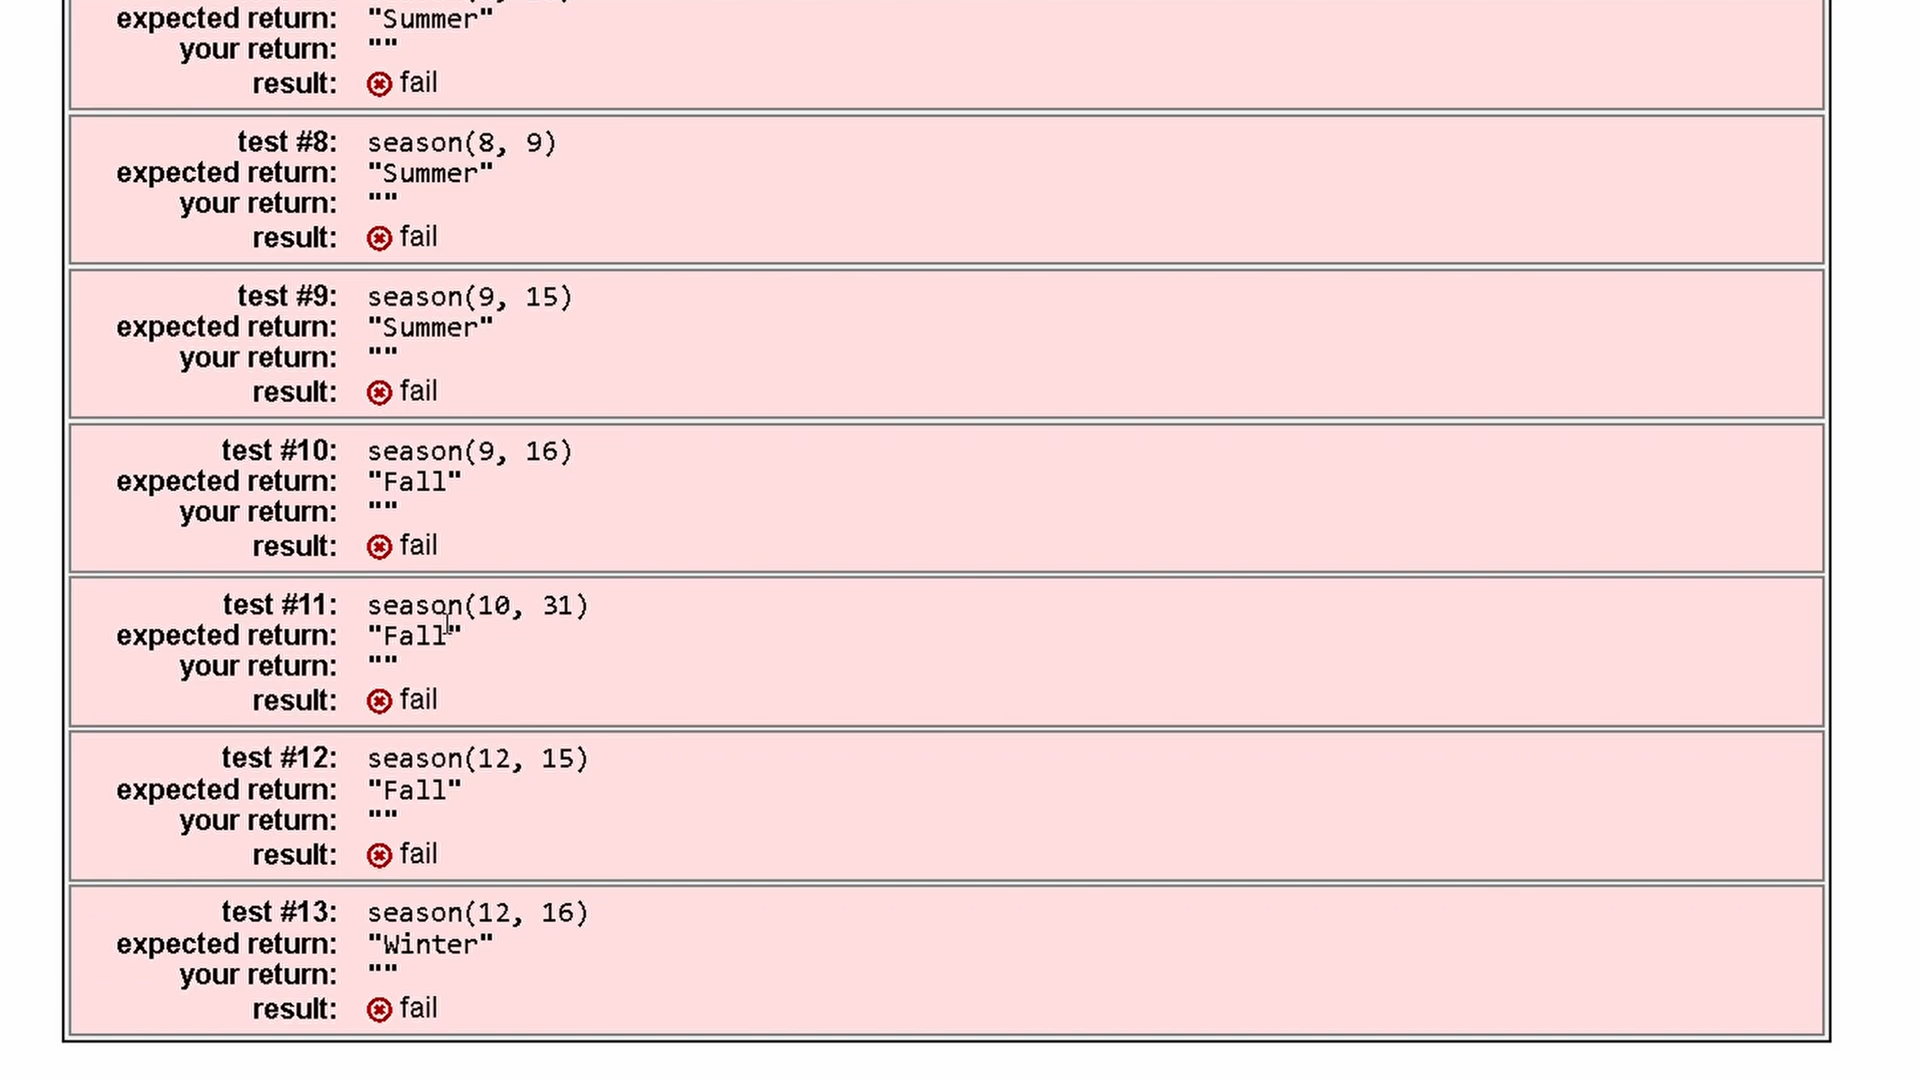 expected return: "Summer"
your return: ""
result: fail
test #8: season(8, 9)
expected return: "Summer"
your return: ""
result: fail
test #9: season(9, 15)
expected return: "Summer"
your return: ""
result: fail
test #10: season(9, 16)
expected return: "Fall"
your return: ""
result: fail
test #11: season(10, 31)
expected return: "Fall"
your return: ""
result: fail
test #12: season(12, 15)
expected return: "Fall"
your return: ""
result: fail
test #13: season(12, 16)
expected return: "Winter"
your return: ""
result: fail